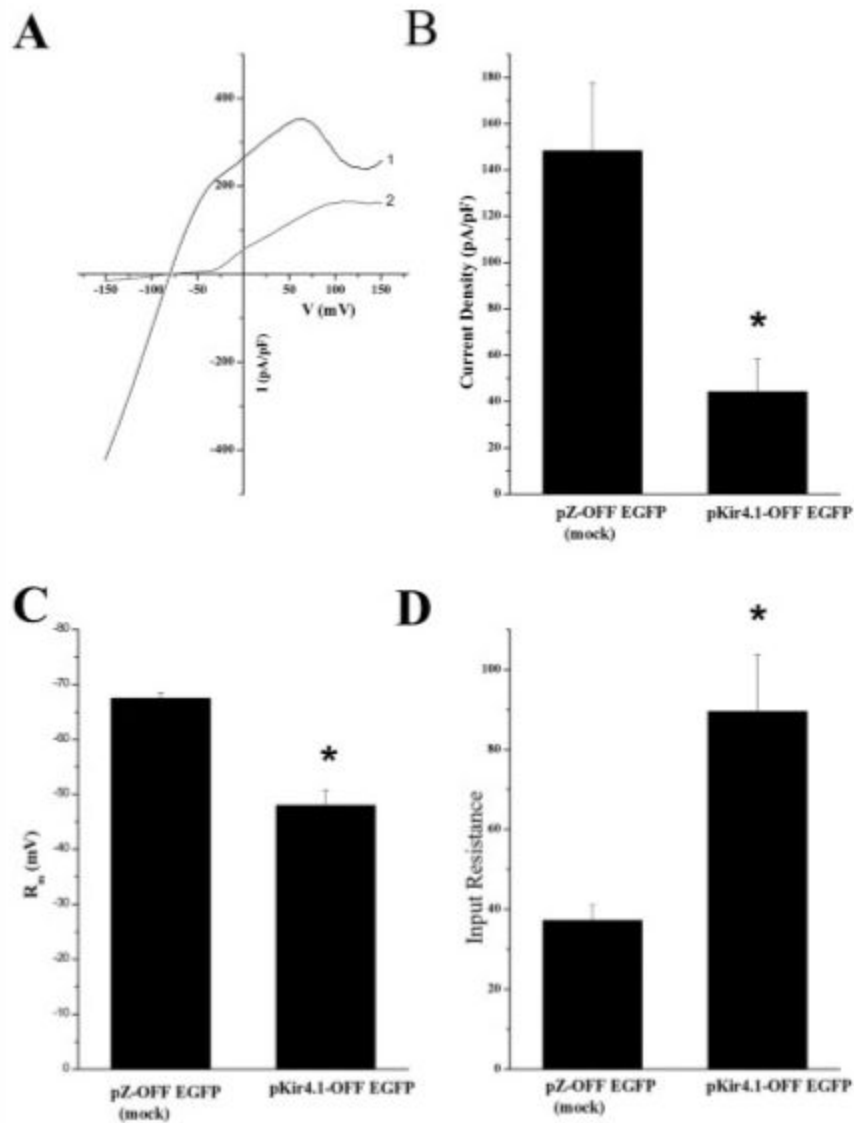 A
400
200
-150
-100
-50
0
50
100
150
V (mV)
I (pA/pF)
-200
-400
1
2
B
Current Density (pA/pF)
180
160
140
120
100
80
60
40
20
0
*
pZ-OFF EGFP
(mock)
pKir4.1-OFF EGFP
C
Rm (mV)
-80
-70
-60
-50
-40
-30
-20
-10
0
*
pZ-OFF EGFP
(mock)
pKir4.1-OFF EGFP
D
Input Resistance
100
80
60
40
20
0
*
pZ-OFF EGFP
(mock)
pKir4.1-OFF EGFP